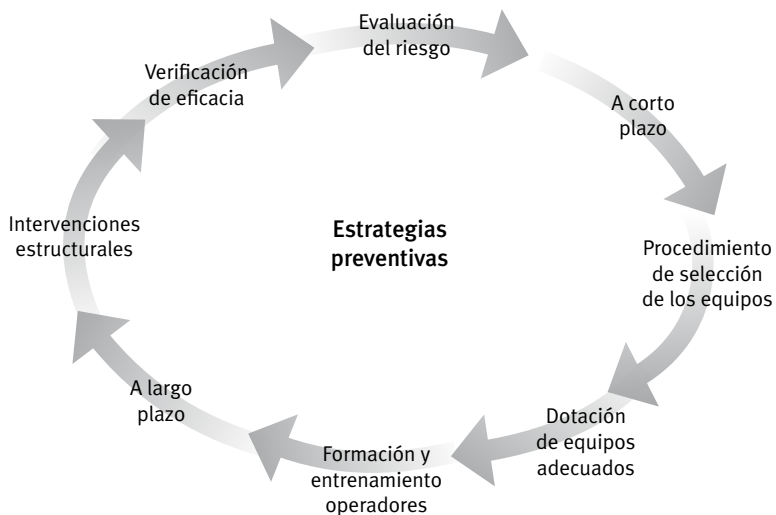 Evaluación
del riesgo
A corto
plazo
Procedimiento
de selección
de los equipos
Dotación
de equipos
adecuados
Formación y
entrenamiento
operadores
A largo
plazo
Intervenciones
estructurales
Verificación
de eficacia
Estrategias
preventivas